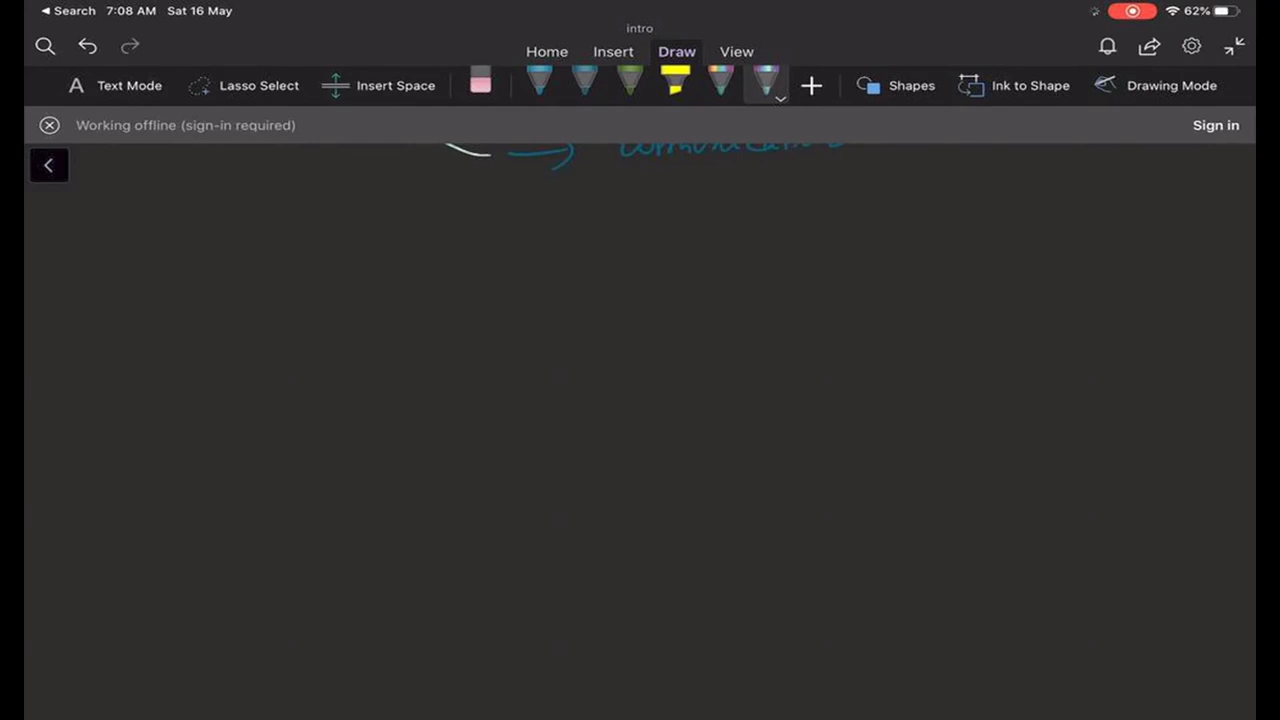 Search 7:08 AM Sat 16 May 62%
intro
Home Insert Draw View
A Text Mode Lasso Select Insert Space Shapes Ink to Shape Drawing Mode
Working offline (sign-in required) Sign in